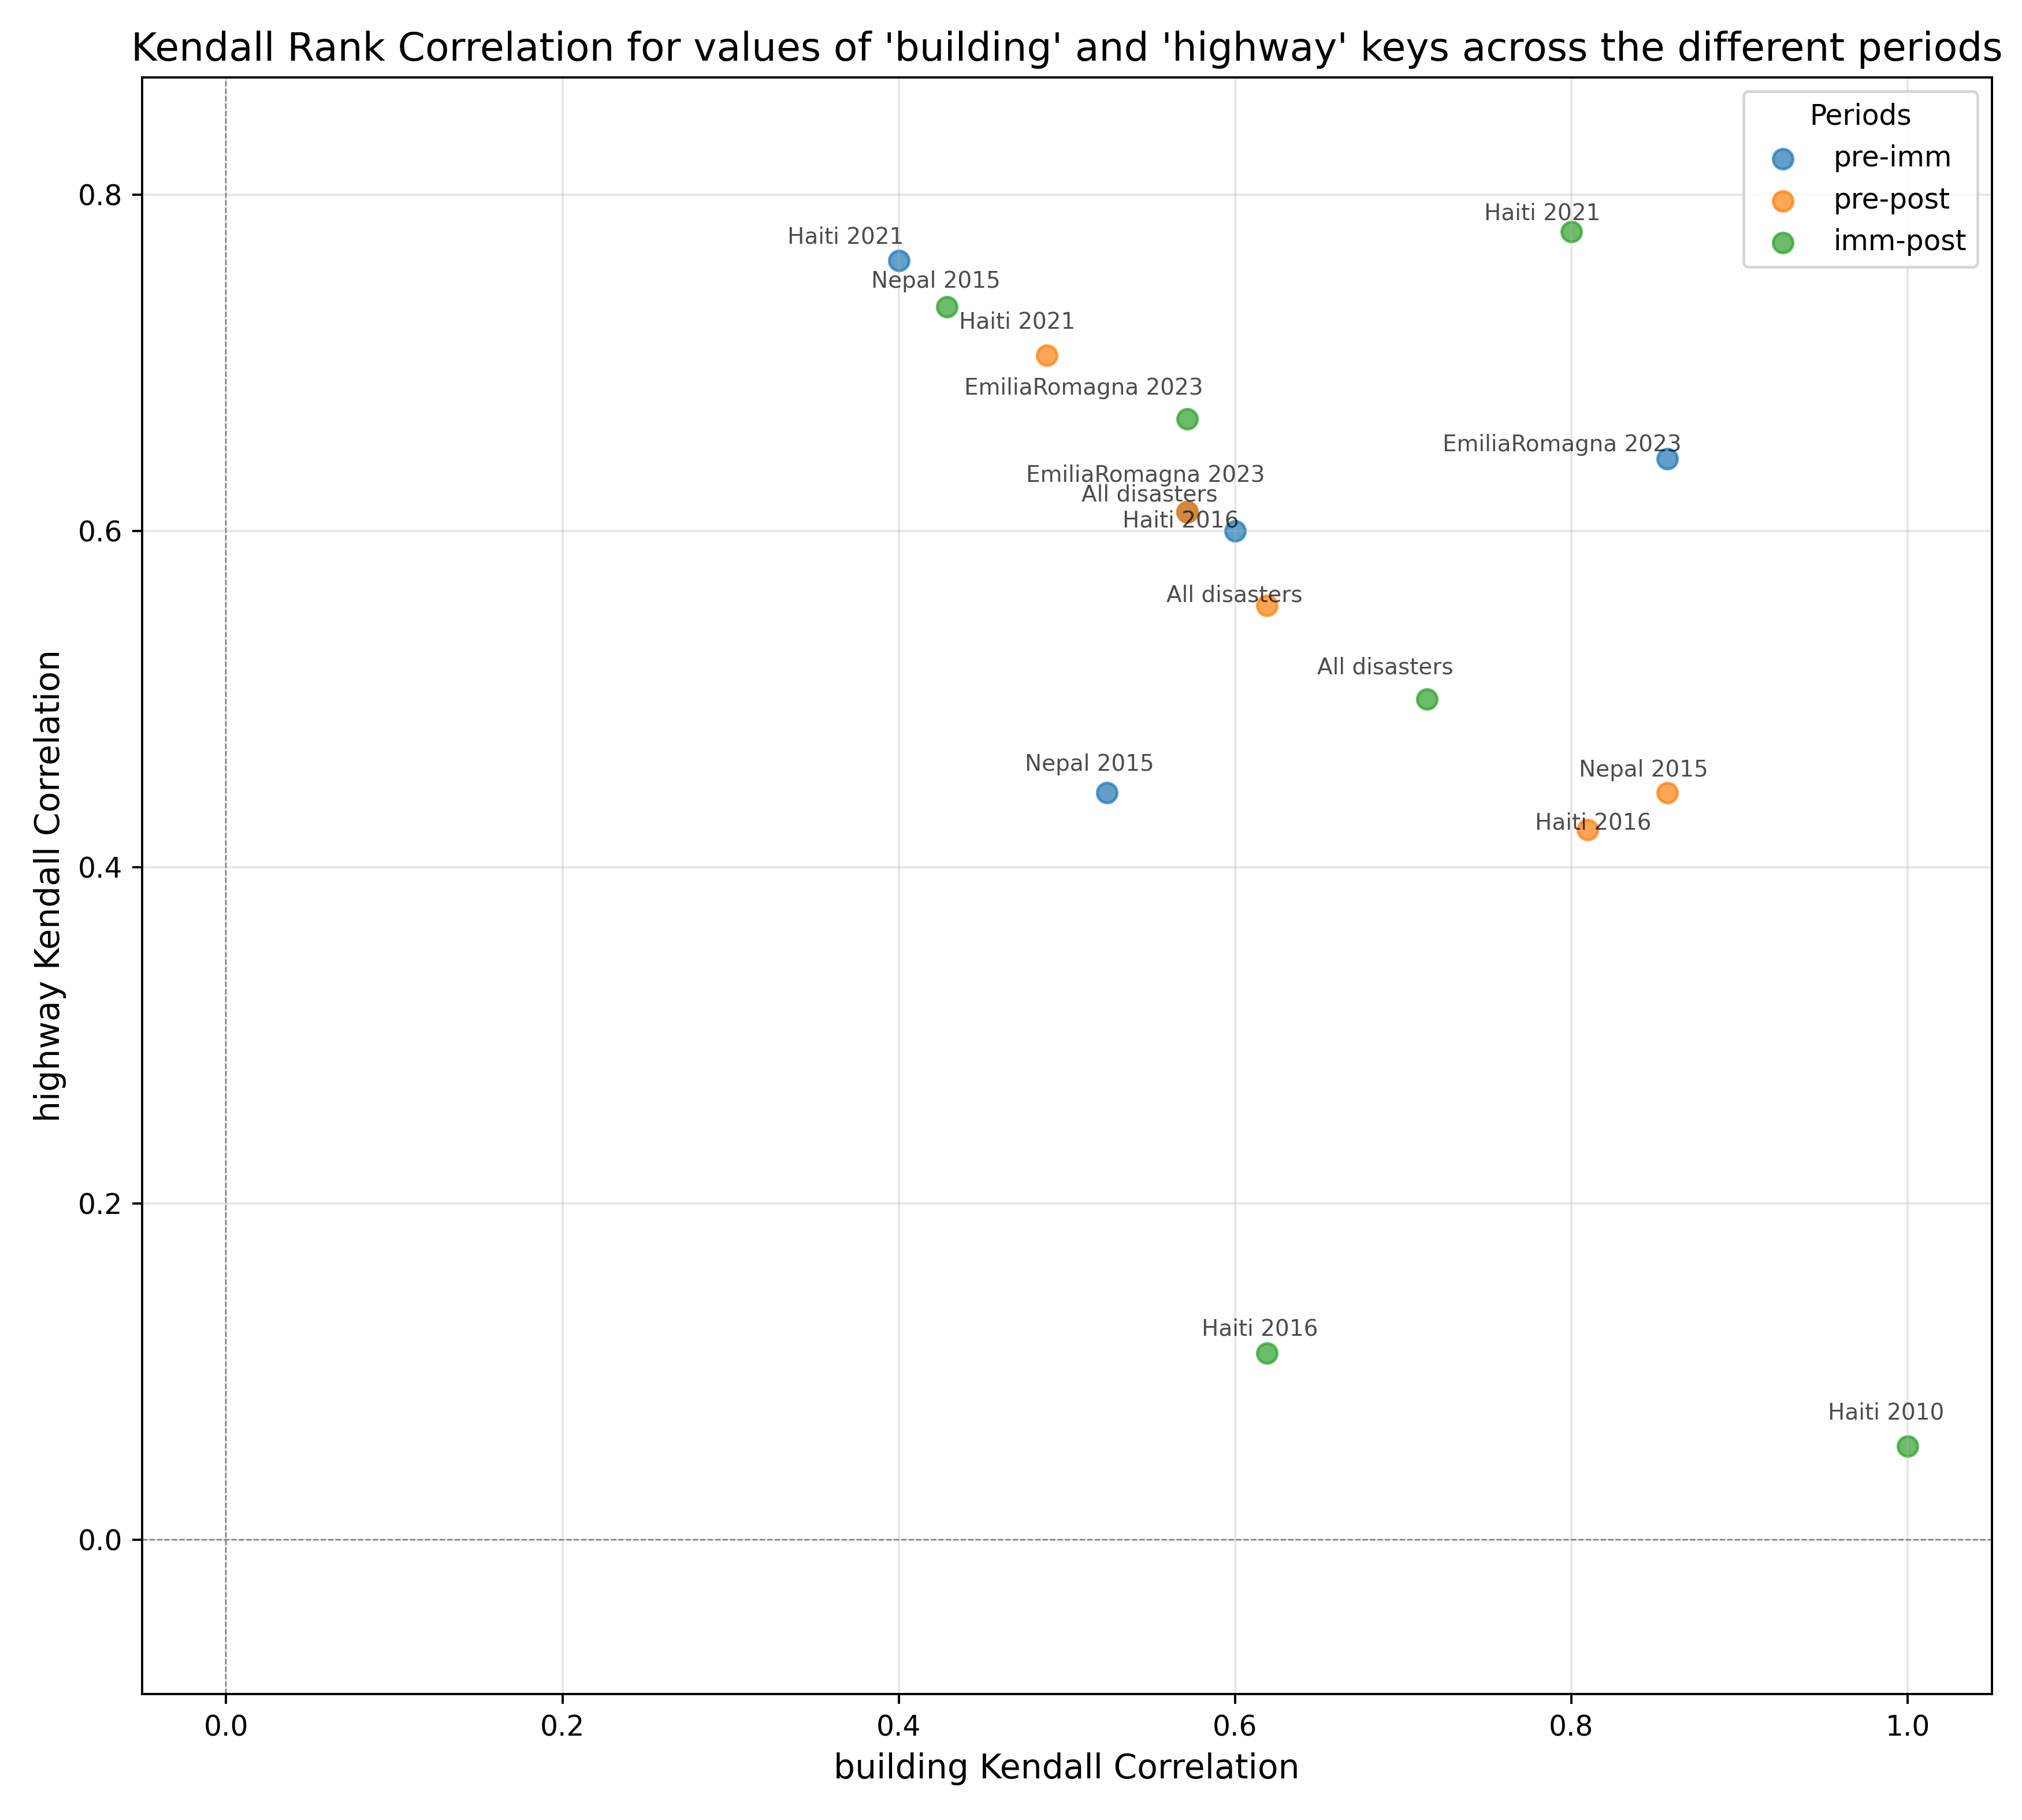 Kendall Rank Correlation for values of 'building' and 'highway' keys across the different periods
Periods
pre-imm
pre-post
imm-post
0.8
0.6
0.4
0.2
0.0
highway Kendall Correlation
Haiti 2021
Haiti 2021
Nepal 2015
Haiti 2021
EmiliaRomagna 2023
EmiliaRomagna 2023
EmiliaRomagna 2023
All disasters
Haiti 2016
All disasters
All disasters
Nepal 2015
Nepal 2015
Haiti 2016
Haiti 2016
Haiti 2010
0.0
0.2
0.4
0.6
0.8
1.0
building Kendall Correlation